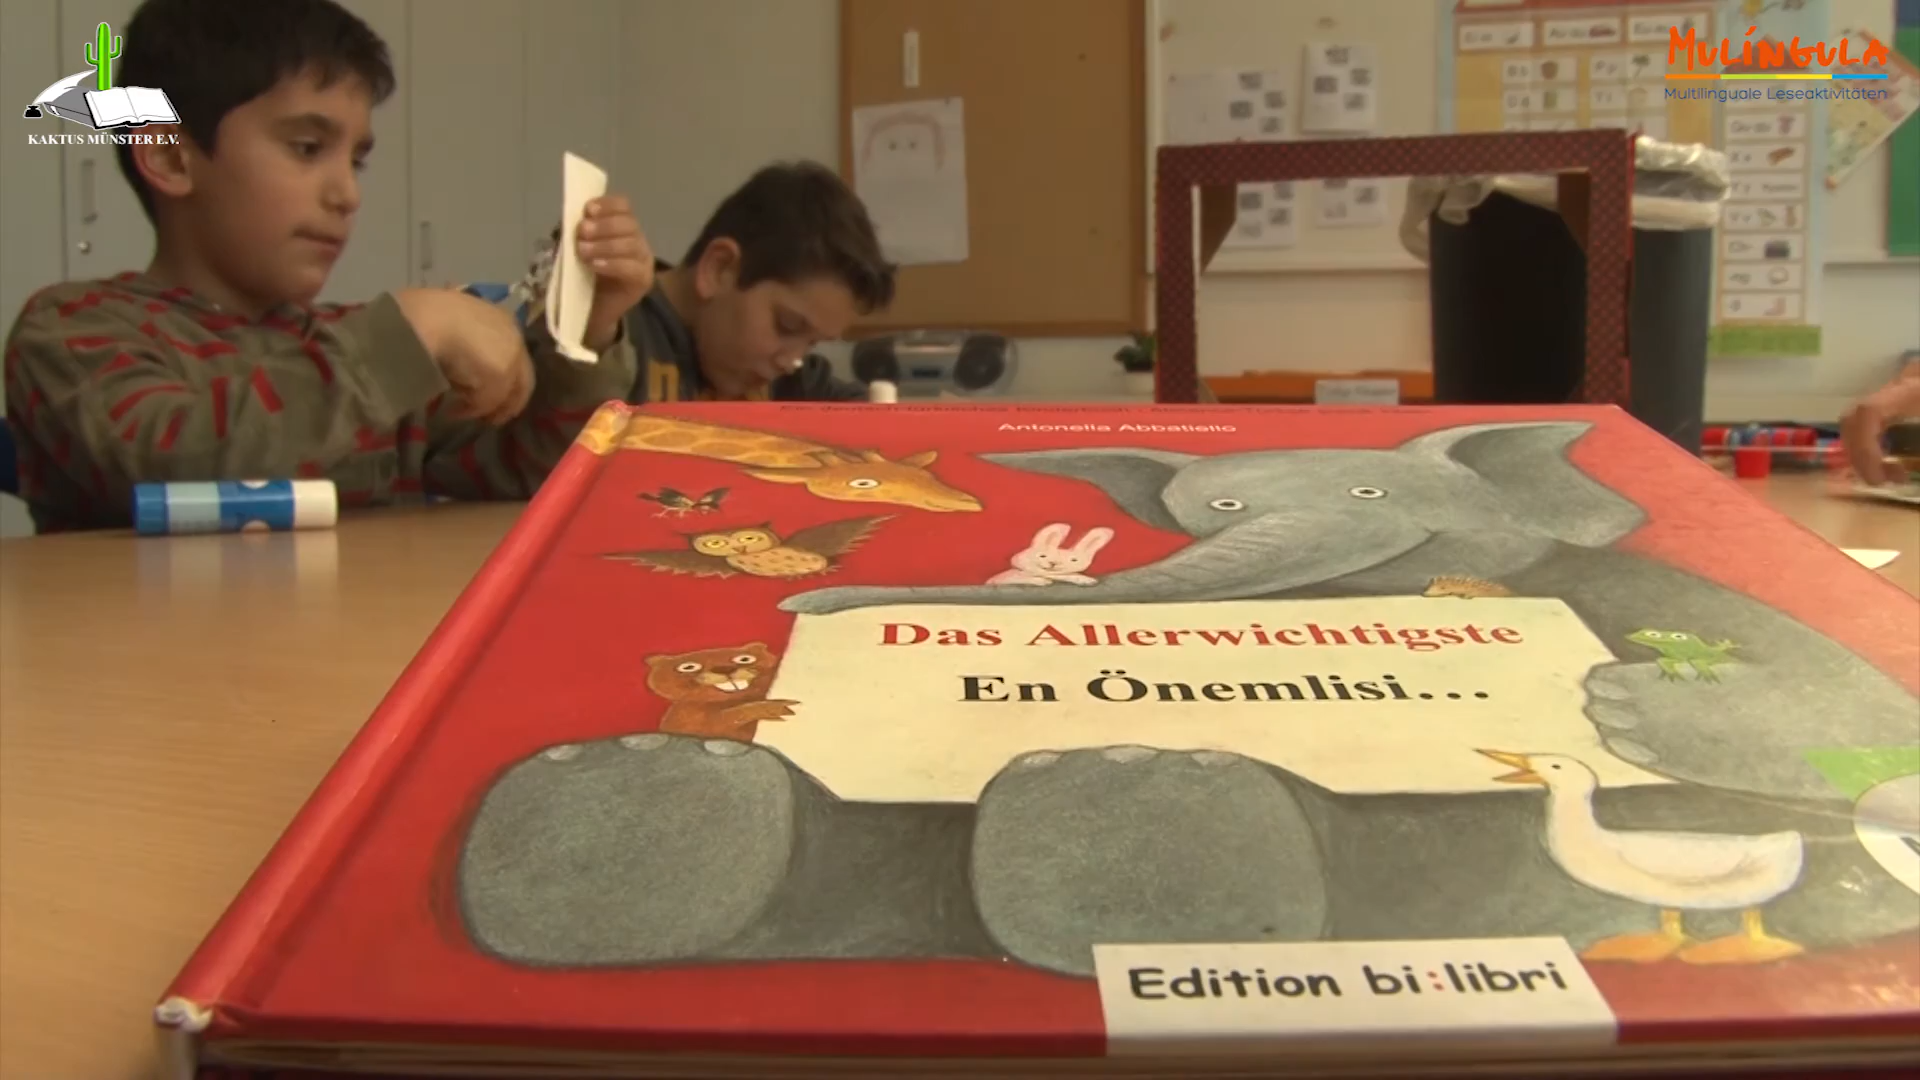 KAKTUS MÜNSTER E.V.
MULÍNGULA
Multilinguale Leseaktivitäten
Antonella Abbatiello
Das Allerwichtigste
En Önemlisi...
Edition bi:libri